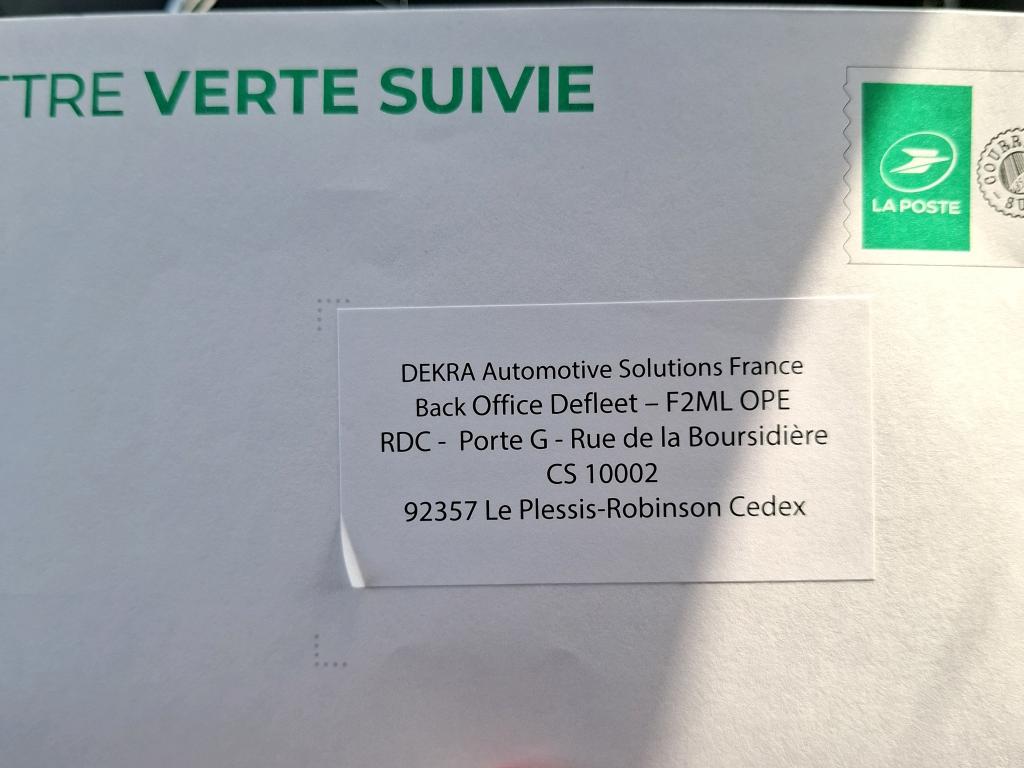 TTRE VERTE SUIVIE
LA POSTE
DEKRA Automotive Solutions France
Back Office Defleet – F2ML OPE
RDC - Porte G - Rue de la Boursidière
CS 10002
92357 Le Plessis-Robinson Cedex